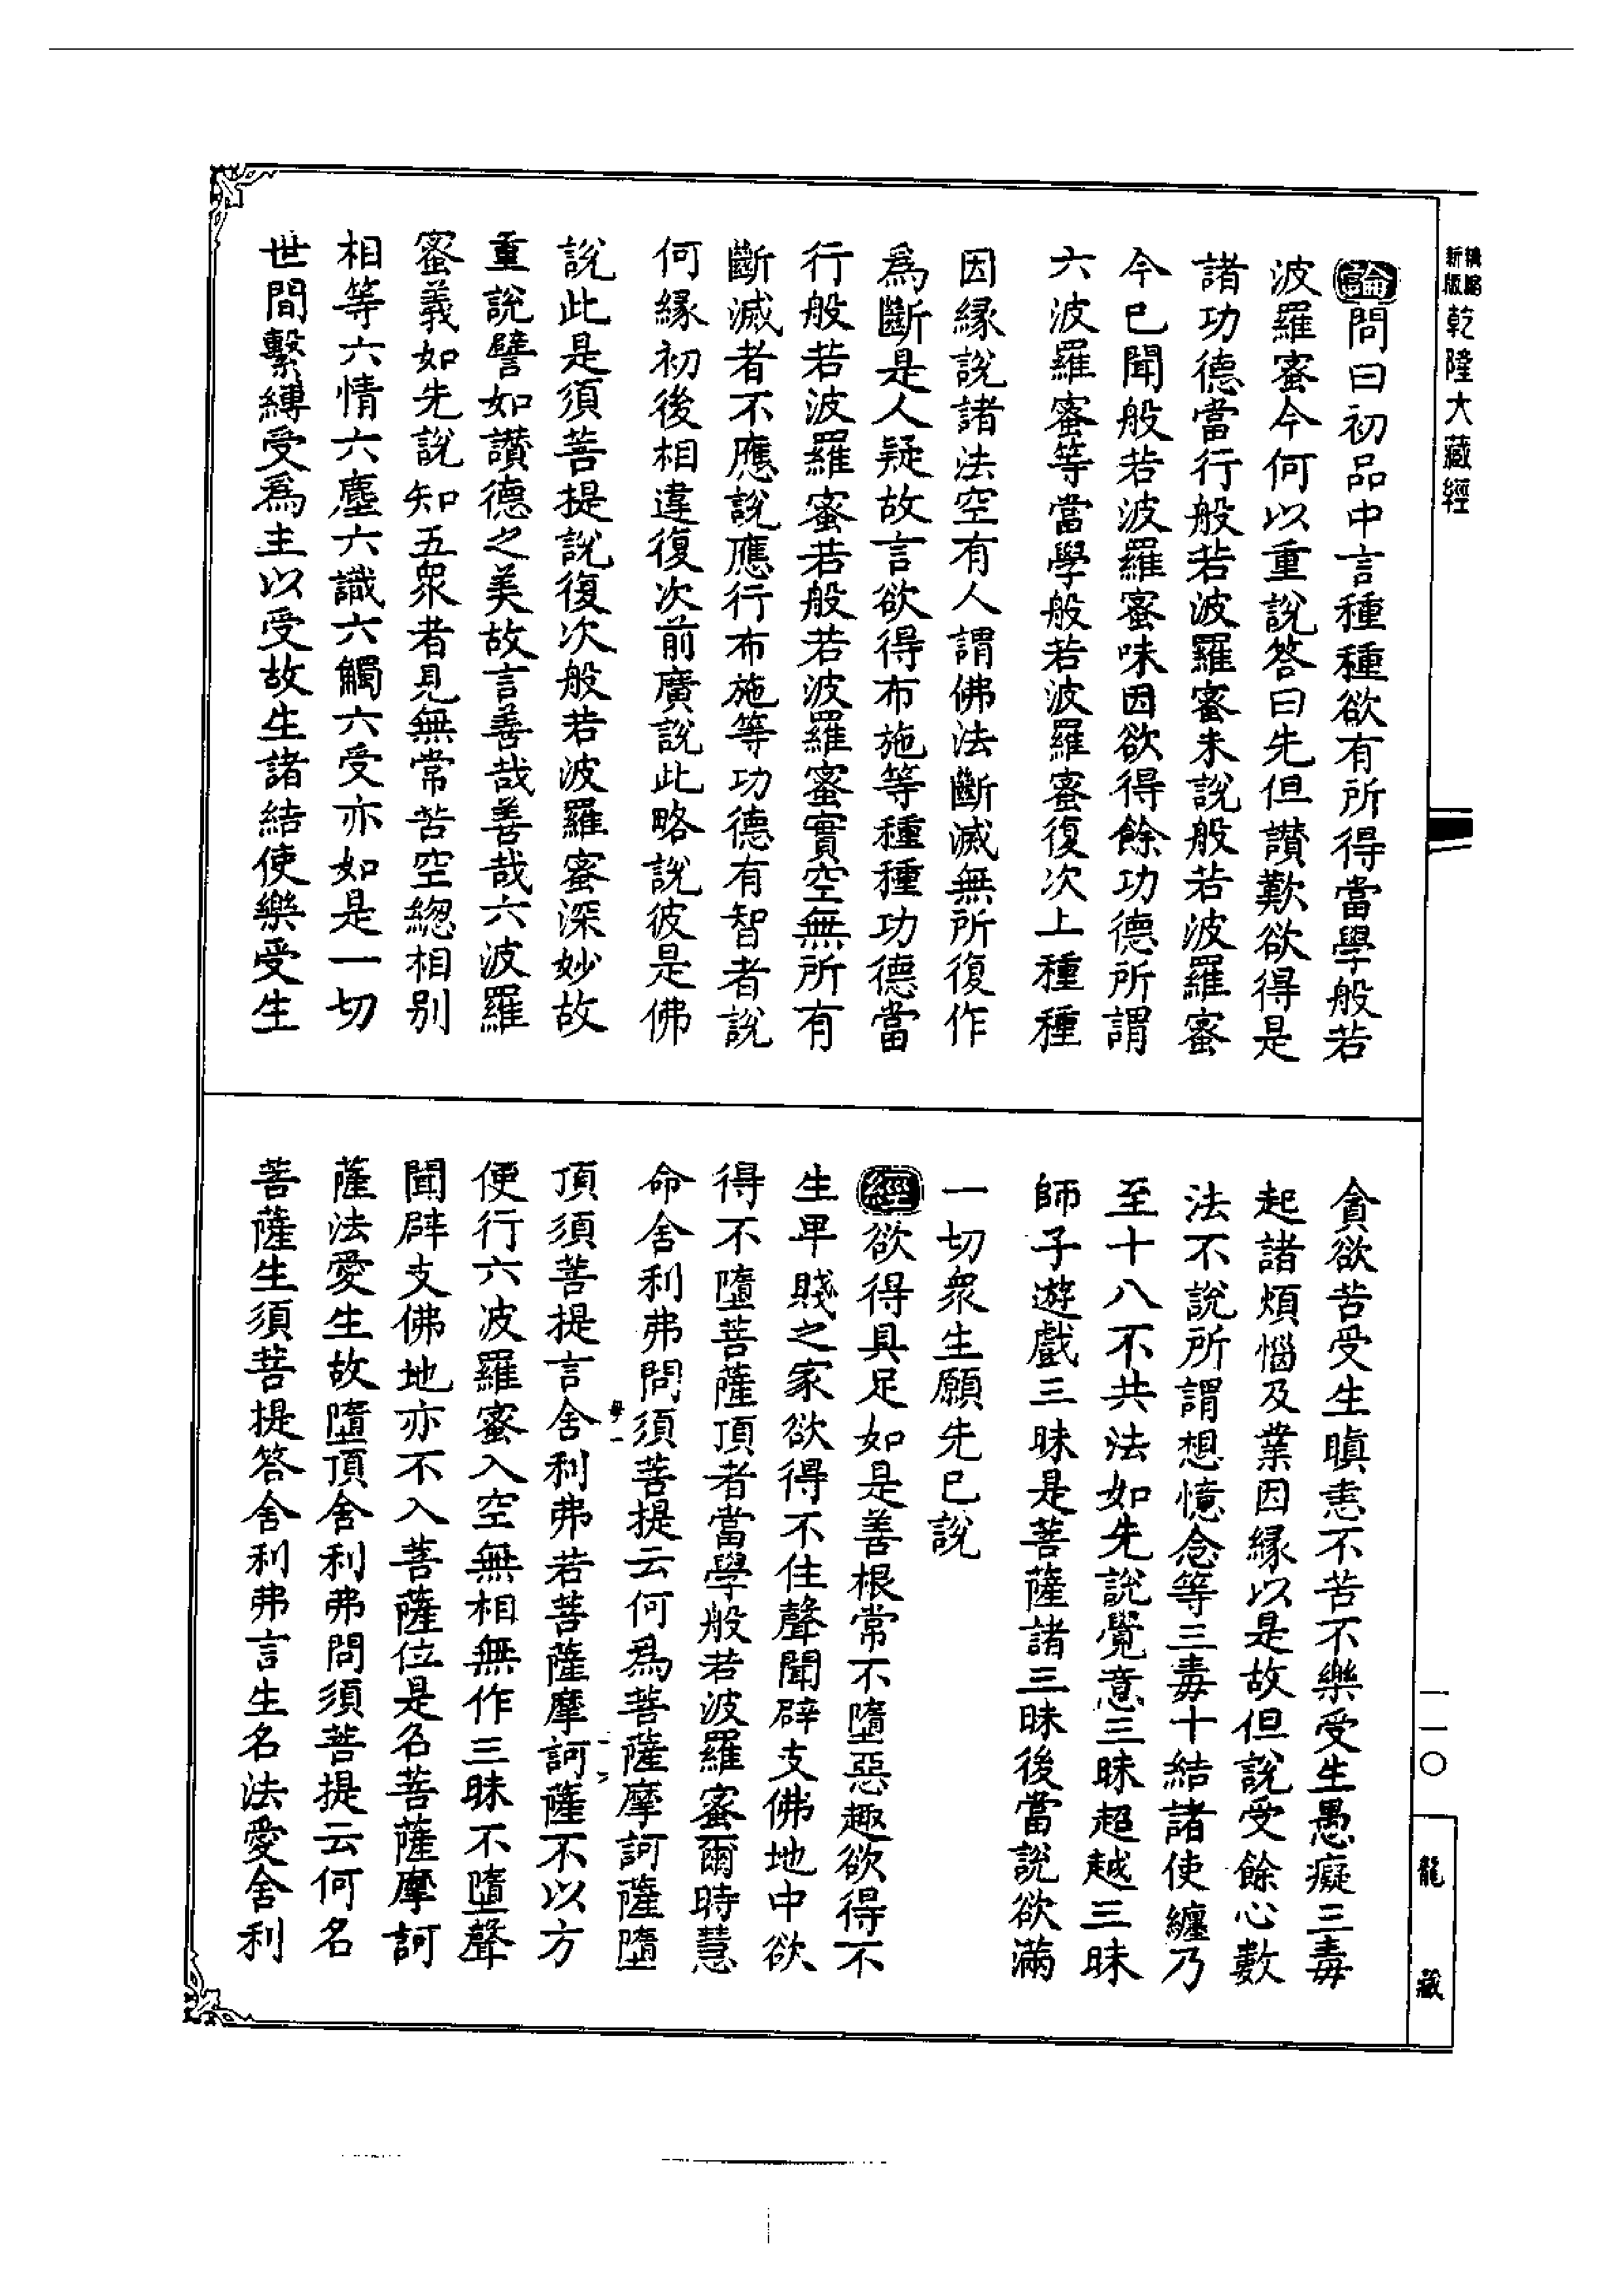 新版
乾隆大藏經
論問曰初品中言種種欲有所得當學般若
波羅蜜今何以重說答曰先但讚歎欲得是
諸功德當行般若波羅蜜未說般若波羅蜜
今已聞般若波羅蜜味因欲得餘功德所謂
六波羅蜜等當學般若波羅蜜復次上種種
因緣說諸法空有人謂佛法斷滅無所復作
為斷是人疑故言欲得布施等種種功德當
行般若波羅蜜若般若波羅蜜實空無所有
斷滅者不應說應行布施等功德有智者說
何緣初後相違復次前廣說此略說彼是佛
說此是須菩提說復次般若波羅蜜深妙故
重說譬如讚德之美故言善哉善哉六波羅
蜜義如先說知五眾者見無常苦空總相別
相等六情六塵六識六觸六受亦如是一切
世間繫縛受為主以受故生諸結使樂受生
貪欲苦受生瞋恚不苦不樂受生愚癡三毒
起諸煩惱及業因緣以是故但說受餘心數
法不說所謂想憶念等三毒十結諸使纏乃
至十八不共法如先說覺意三昧超越三昧
師子遊戲三昧是菩薩諸三昧後當說欲滿
一切眾生願先已說
經欲得具足如是善根常不墮惡趣欲得不
生卑賤之家欲得不住聲聞辟支佛地中欲
得不墮菩薩頂者當學般若波羅蜜爾時慧
命舍利弗問須菩提云何為菩薩摩訶薩墮
頂須菩提言舍利弗若菩薩摩訶薩不以方
便行六波羅蜜入空無相無作三昧不墮聲
聞辟支佛地亦不入菩薩位是名菩薩摩訶
薩法愛生故墮頂舍利弗問須菩提云何名
菩薩生須菩提答舍利弗言生名法愛舍利
一一〇
龍藏